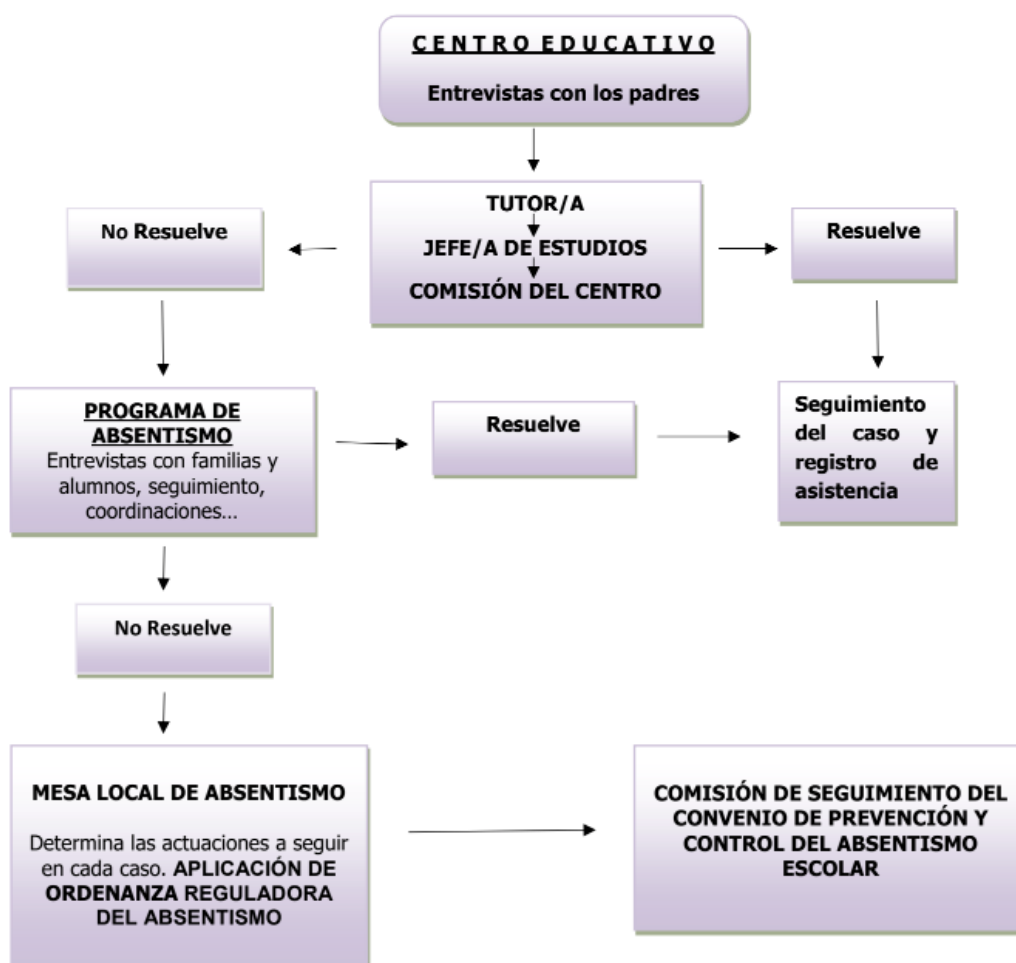 CENTRO EDUCATIVO
Entrevistas con los padres
TUTOR/A
JEFE/A DE ESTUDIOS
COMISIÓN DEL CENTRO
No Resuelve
Resuelve
PROGRAMA DE
ABSENTISMO
Entrevistas con familias y
alumnos, seguimiento,
coordinaciones…
Resuelve
Seguimiento
del caso y
registro de
asistencia
No Resuelve
MESA LOCAL DE ABSENTISMO
Determina las actuaciones a seguir
en cada caso. APLICACIÓN DE
ORDENANZA REGULADORA
DEL ABSENTISMO
COMISIÓN DE SEGUIMIENTO DEL
CONVENIO DE PREVENCIÓN Y
CONTROL DEL ABSENTISMO
ESCOLAR